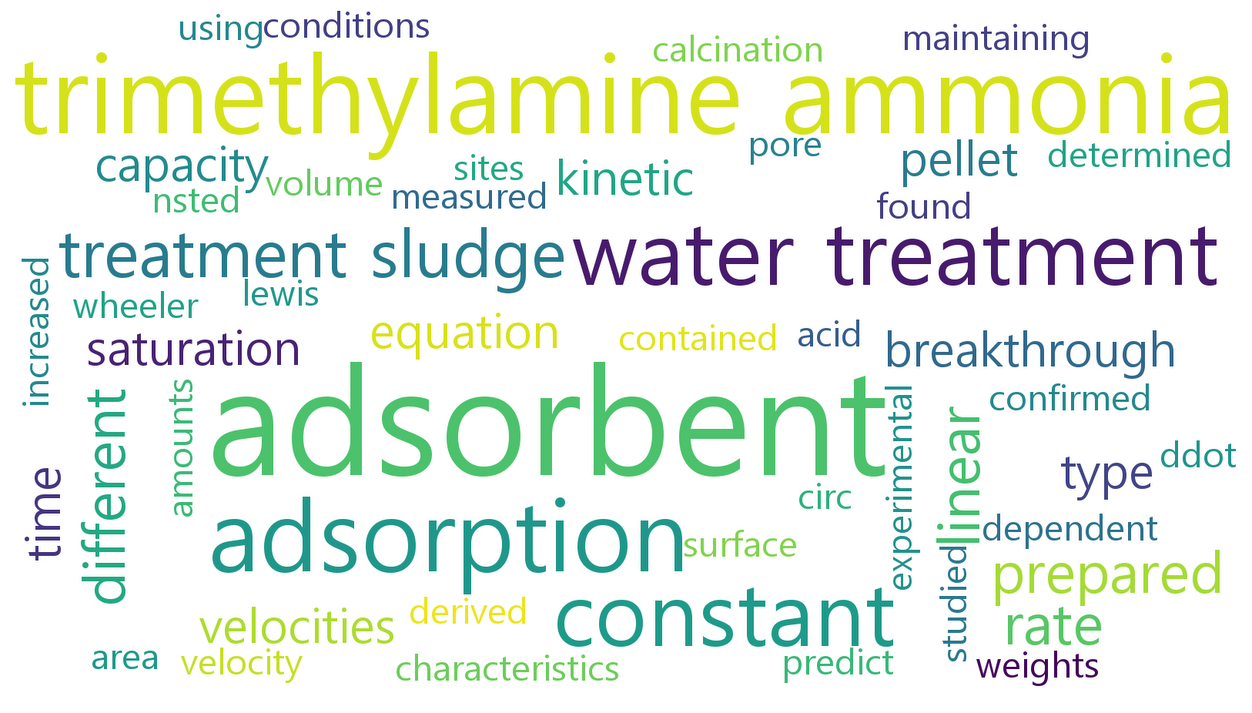 using conditions
calcination
maintaining
trimethylamine ammonia
capacity
sites
kinetic
pore
pellet
determined
nsted
volume
measured
found
treatment sludge
water treatment
increased
wheeler
lewis
saturation
equation
contained
acid
breakthrough
different
amounts
adsorbent
experimental
linear
confirmed
time
type
ddot
adsorption
circ
surface
studied
dependent
prepared
velocities
derived
constant
rate
area
velocity
characteristics
predict
weights